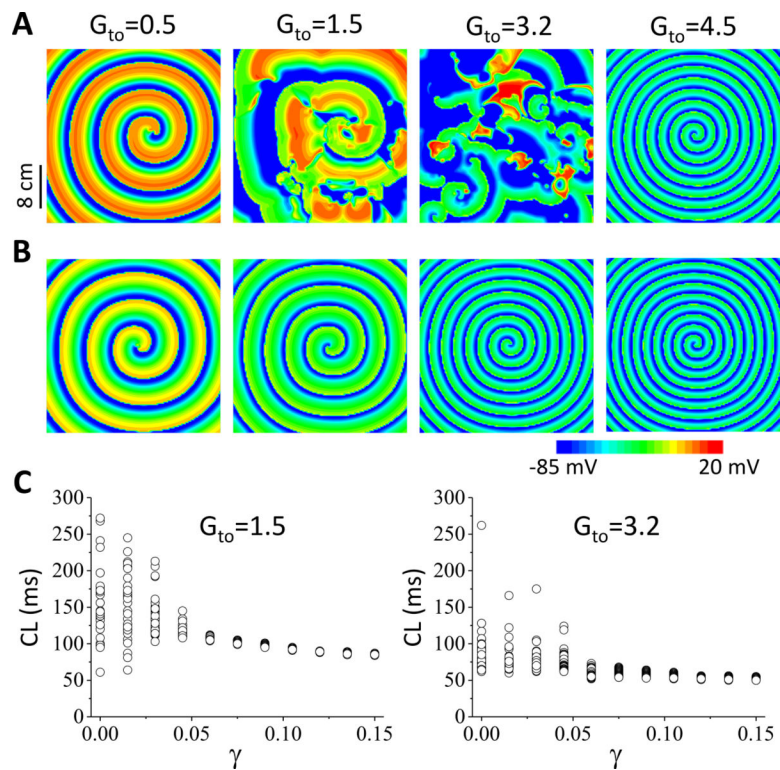 A
G_to=0.5 G_to=1.5 G_to=3.2 G_to=4.5
8 cm
B
-85 mV 20 mV
C
G_to=1.5
CL (ms)
300
250
200
150
100
50
0
0.00 0.05 0.10 0.15
γ
G_to=3.2
CL (ms)
300
250
200
150
100
50
0
0.00 0.05 0.10 0.15
γ